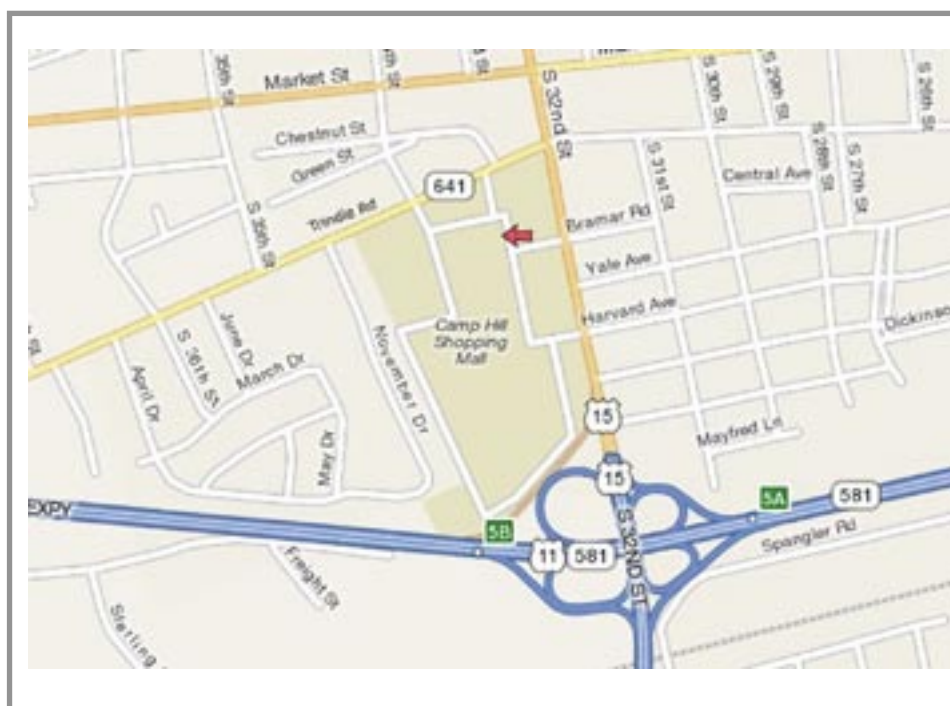 Market St
35th St
S 32nd St
S 30th St
S 29th St
S 26th St
Chestnut St
Green St
S 31st St
S 28th St
S 27th St
Central Ave
641
S 39th St
Trindle Rd
Bramar Rd
Yale Ave
Harvard Ave
Dickinson
June Dr
March Dr
S 36th St
April Dr
November Dr
Camp Hill
Shopping
Mall
May Dr
15
Mayfred Ln
15
5A
581
EXPY
5B
11
581
S 32ND ST
Spangler Rd
Freight St
Sterling